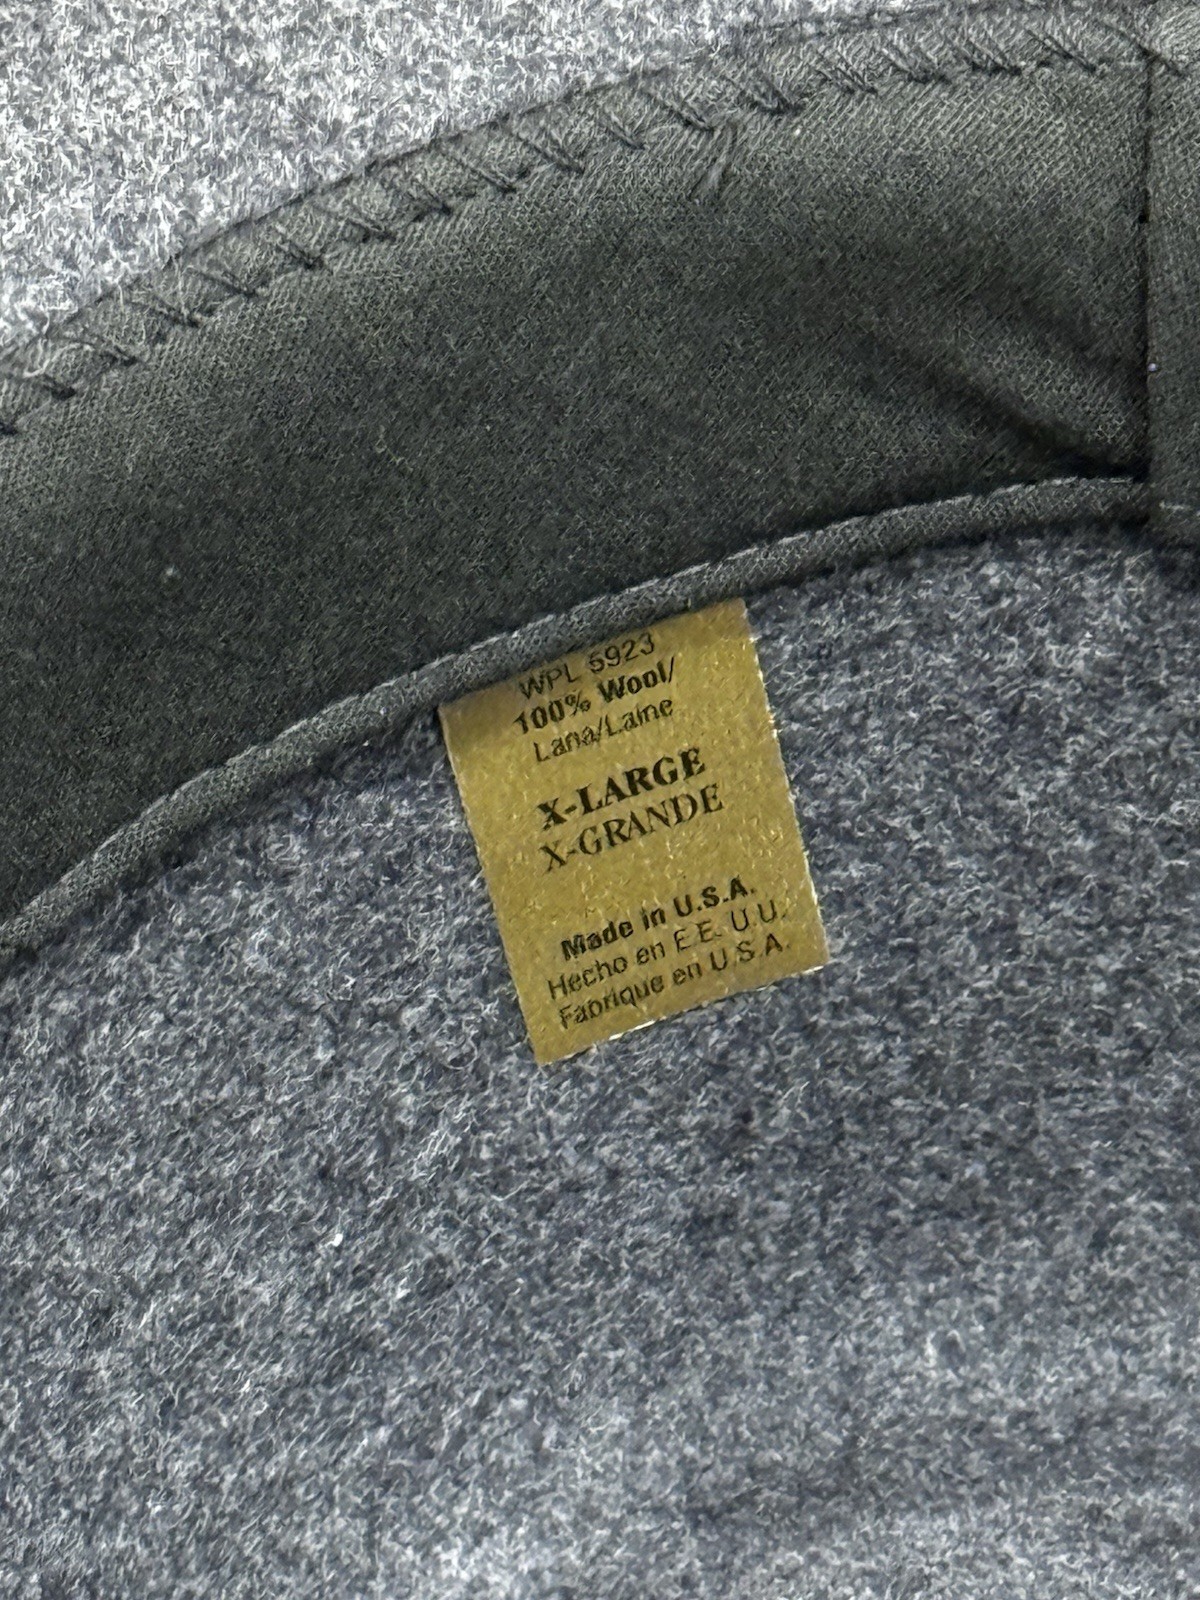 WPL 5923
100% Wool/
Lana/Laine
X-LARGE
X-GRANDE
Made in U.S.A.
Hecho en E.E. U.U.
Fabrique en U.S.A.